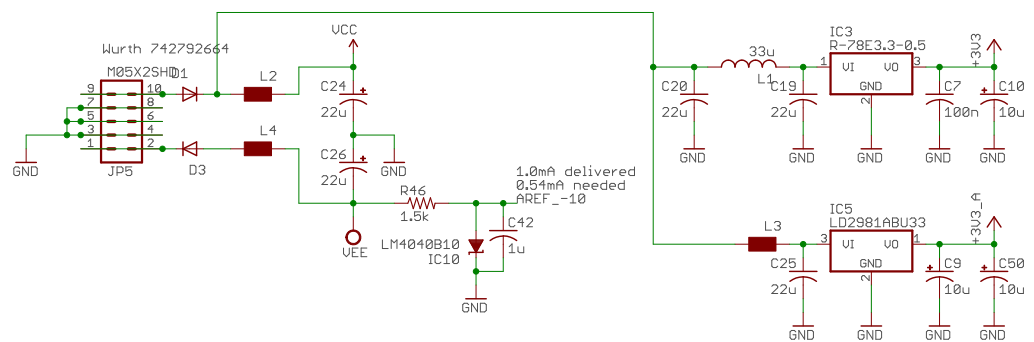 Wurth 742792664
M05X2SHD
D1
9
10
7
8
5
6
3
4
1
2
JP5
GND
D3
L2
L4
VCC
C24
22u
C26
22u
GND
VEE
R46
1.5k
1.0mA delivered
0.54mA needed
AREF_-10
LM4040B10
IC10
C42
1u
GND
C20
22u
GND
33u
L1
C19
22u
GND
IC3
R-78E3.3-0.5
1
VI
VO
3
GND
2
GND
C7
100n
GND
+3V3
C10
10u
GND
L3
C25
22u
GND
IC5
LD2981ABU33
3
VI
VO
1
GND
2
GND
C9
10u
GND
+3V3_A
C50
10u
GND